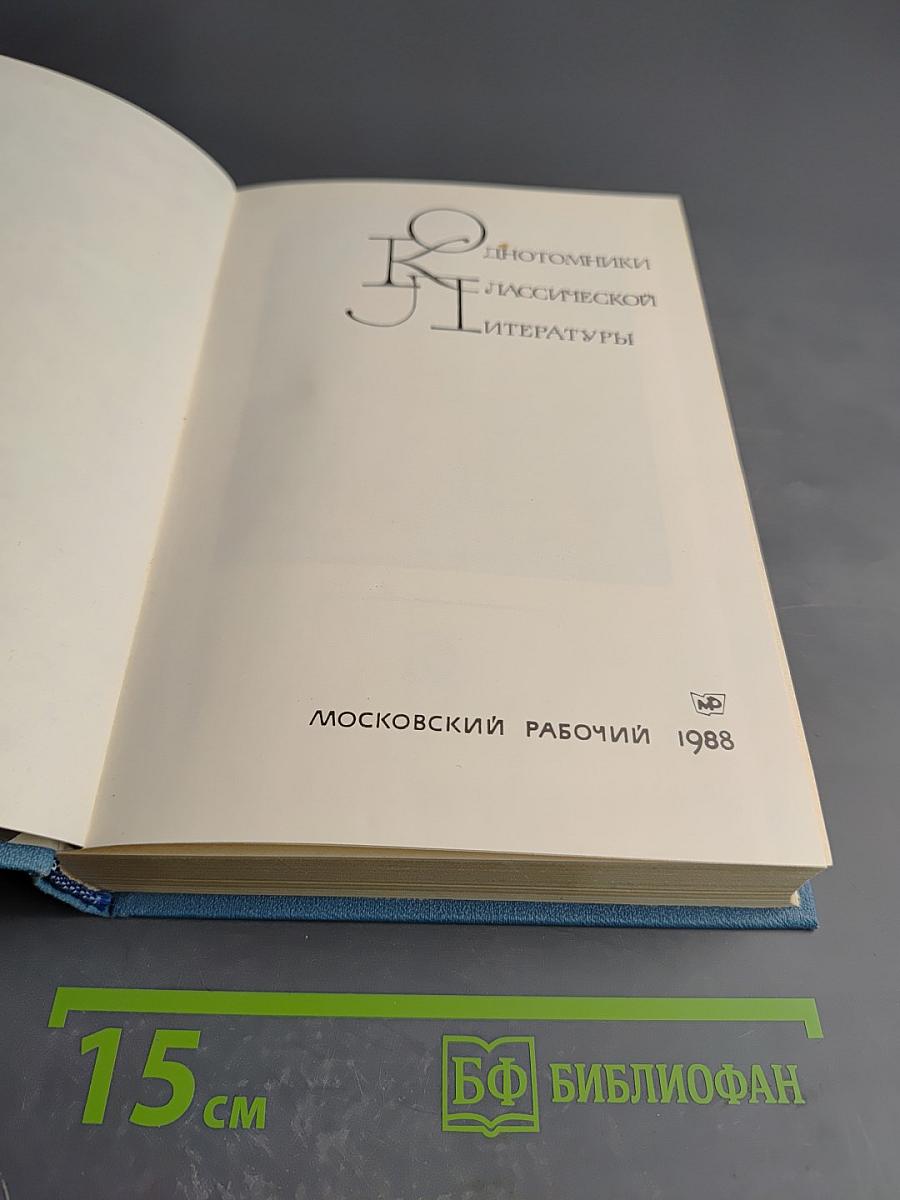 ОДНОТОМНИКИ
КЛАССИЧЕСКОЙ
ЛИТЕРАТУРЫ
МР
МОСКОВСКИЙ РАБОЧИЙ 1988
15 см
БФ БИБЛИОФАН